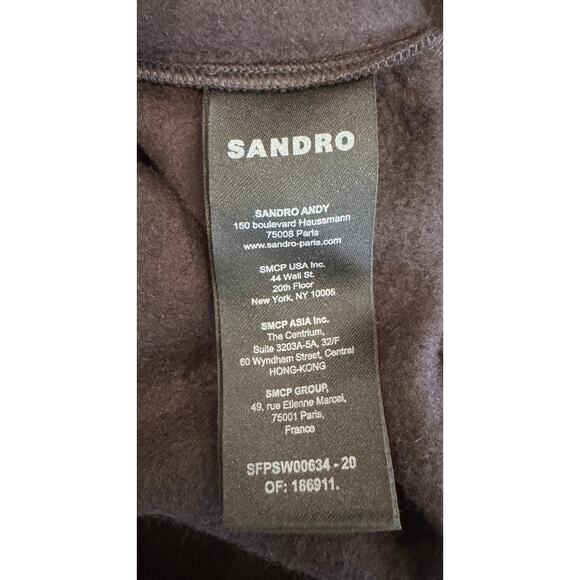 SANDRO
SANDRO ANDY
150 boulevard Haussmann
75008 Paris
www.sandro-paris.com
SMCP USA Inc.
44 Wall St.
20th Floor
New York, NY 10005
SMCP ASIA Inc.
The Centrium,
Suite 3203A-5A, 32/F
60 Wyndham Street, Central
HONG-KONG
SMCP GROUP,
49, rue Etienne Marcel,
75001 Paris,
France
SFPSW00634 - 20
OF: 186911.